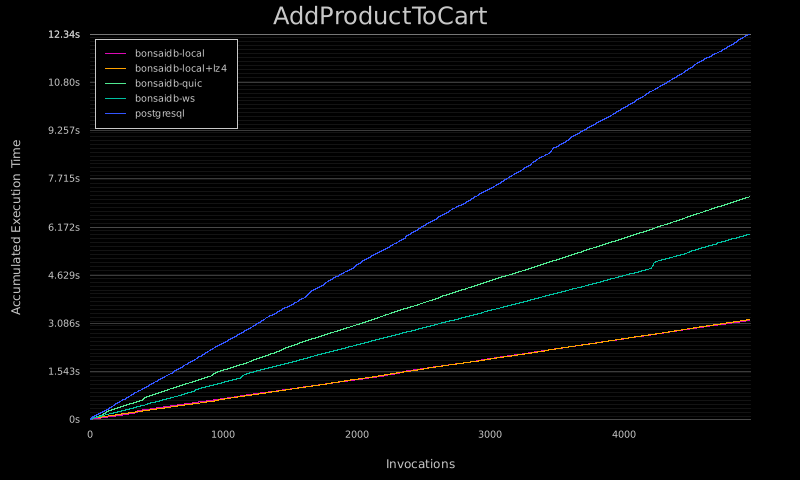 AddProductToCart
12.34s
10.80s
9.257s
7.715s
6.172s
4.629s
3.086s
1.543s
0s
Accumulated Execution Time
bonsaidb-local
bonsaidb-local+lz4
bonsaidb-quic
bonsaidb-ws
postgresql
0 1000 2000 3000 4000
Invocations